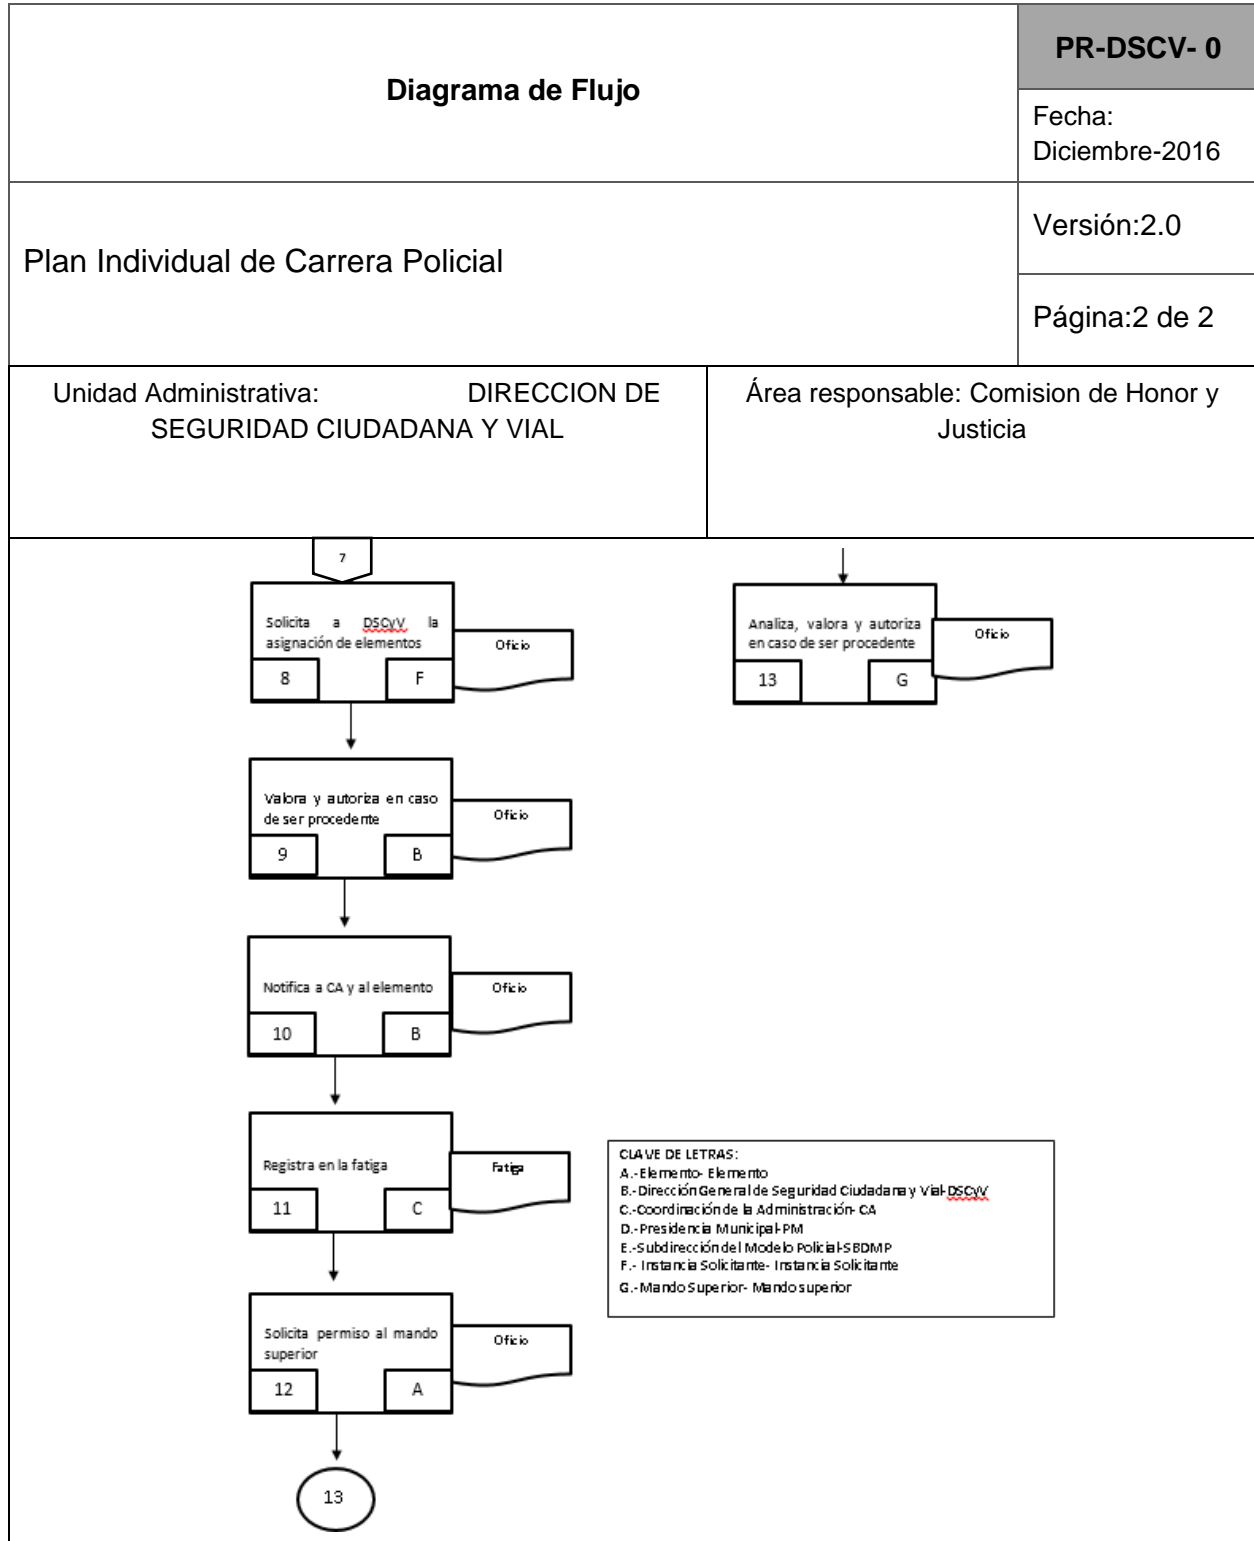 Diagrama de Flujo
PR-DSCV- 0
Fecha:
Diciembre-2016
Plan Individual de Carrera Policial
Versión:2.0
Página:2 de 2
Unidad Administrativa: DIRECCION DE
SEGURIDAD CIUDADANA Y VIAL
Área responsable: Comision de Honor y
Justicia
7
Solicita a DSCyV la
asignación de elementos
8 F
Oficio
Valora y autoriza en caso
de ser procedente
9 B
Oficio
Notifica a CA y al elemento
10 B
Oficio
Registra en la fatiga
11 C
Fatiga
Solicita permiso al mando
superior
12 A
Oficio
13
Analiza, valora y autoriza
en caso de ser procedente
13 G
Oficio
CLAVE DE LETRAS:
A.-Elemento- Elemento
B.-Dirección General de Seguridad Ciudadana y Vial-DSCyV
C.-Coordinación de la Administración- CA
D.-Presidencia Municipal-PM
E.-Subdirección del Modelo Policial-SBDMP
F.- Instancia Solicitante- Instancia Solicitante
G.-Mando Superior- Mando superior